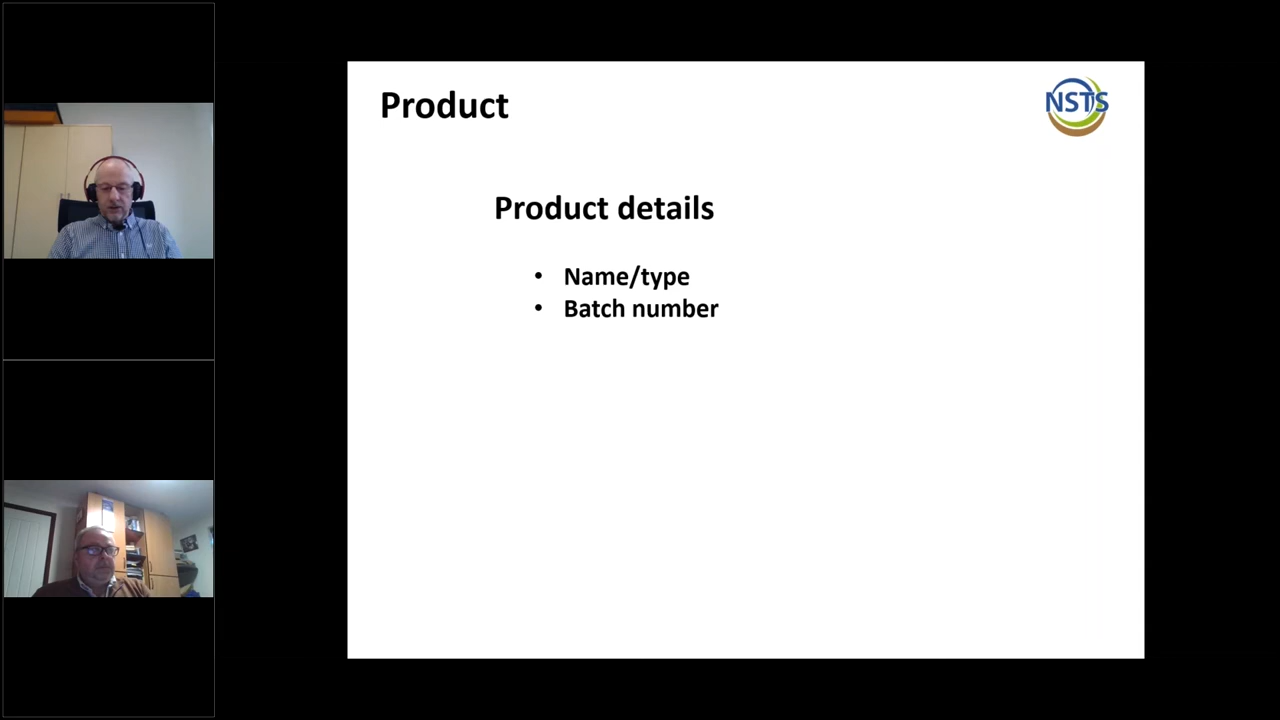 Product
NSTS
Product details
• Name/type
• Batch number